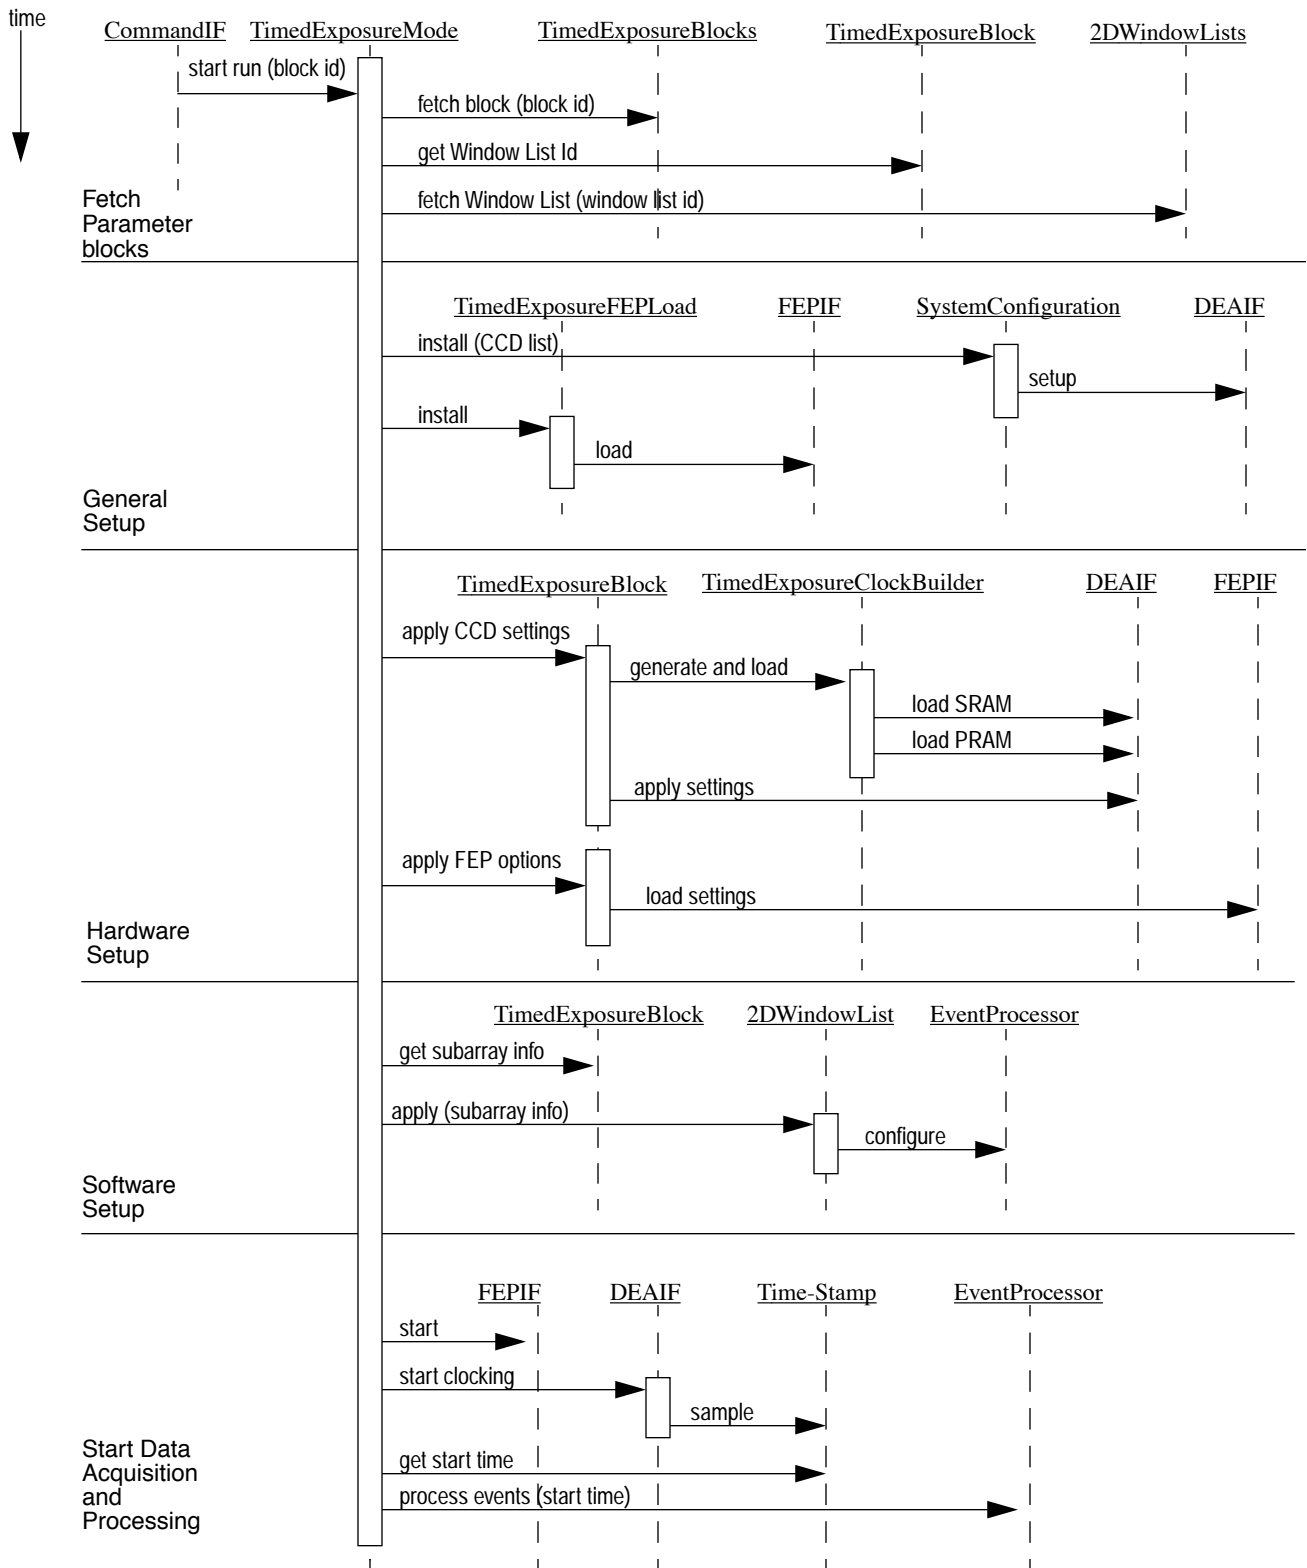 time
CommandIF TimedExposureMode TimedExposureBlocks TimedExposureBlock 2DWindowLists
start run (block id)
fetch block (block id)
get Window List Id
fetch Window List (window list id)
Fetch
Parameter
blocks
TimedExposureFEPLoad FEPIF SystemConfiguration DEAIF
install (CCD list)
setup
install
load
General
Setup
TimedExposureBlock TimedExposureClockBuilder DEAIF FEPIF
apply CCD settings
generate and load
load SRAM
load PRAM
apply settings
apply FEP options
load settings
Hardware
Setup
TimedExposureBlock 2DWindowList EventProcessor
get subarray info
apply (subarray info)
configure
Software
Setup
FEPIF DEAIF Time-Stamp EventProcessor
start
start clocking
sample
get start time
process events (start time)
Start Data
Acquisition
and
Processing